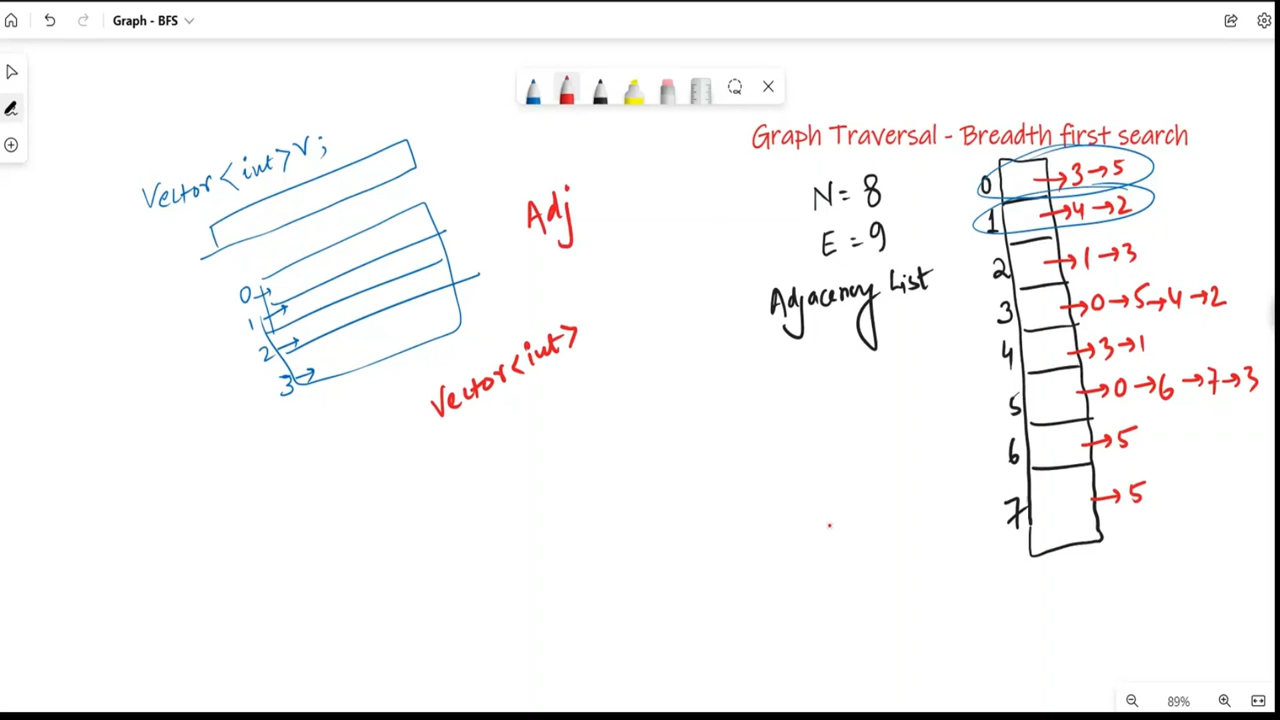 Graph - BFS
Vector<int>v;
0
1
2
3
Adj
Vector<int>
Graph Traversal - Breadth first search
N = 8
E = 9
Adjacency List
0 →3→5
1 →4→2
2 →1→3
3 →0→5→4→2
4 →3→1
5 →0→6→7→3
6 →5
7 →5
89%